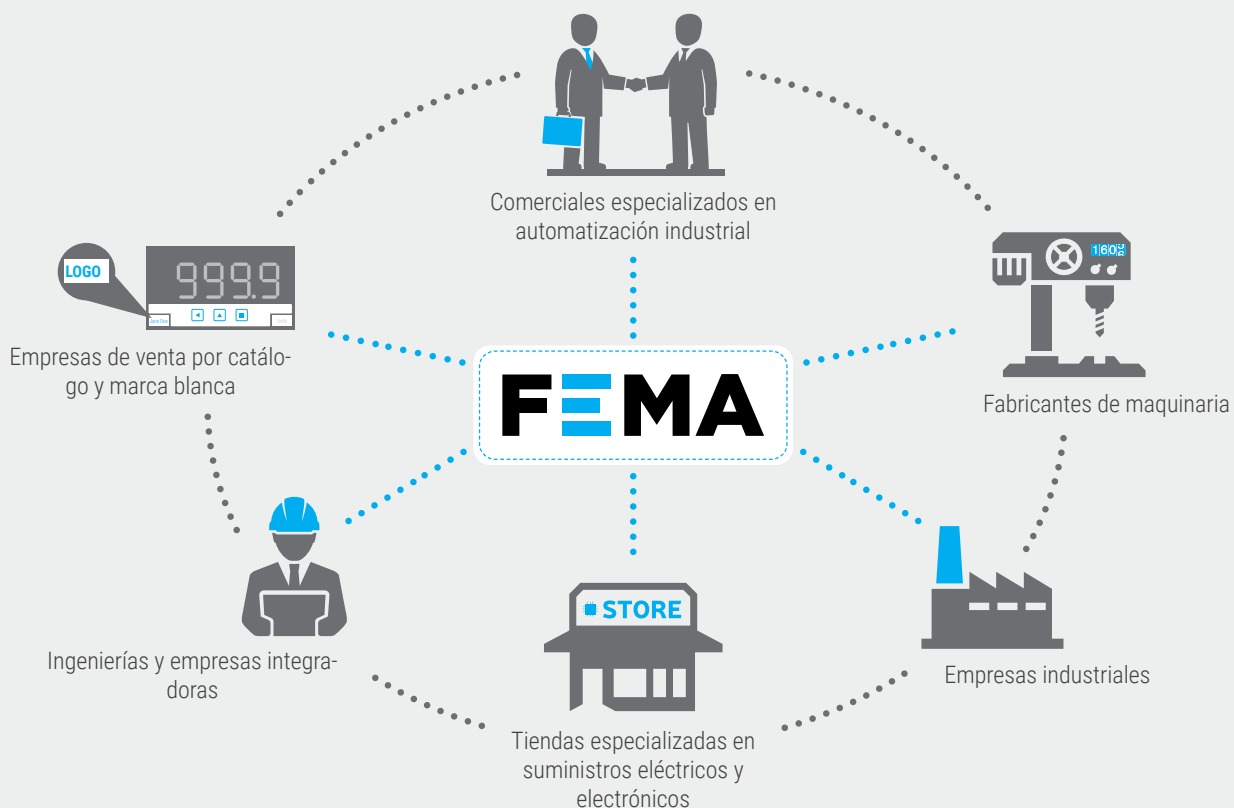 Comerciales especializados en
automatización industrial
LOGO
999.9
160
Empresas de venta por catálo-
go y marca blanca
FEMA
Fabricantes de maquinaria
STORE
Ingenierías y empresas integra-
doras
Empresas industriales
Tiendas especializadas en
suministros eléctricos y
electrónicos